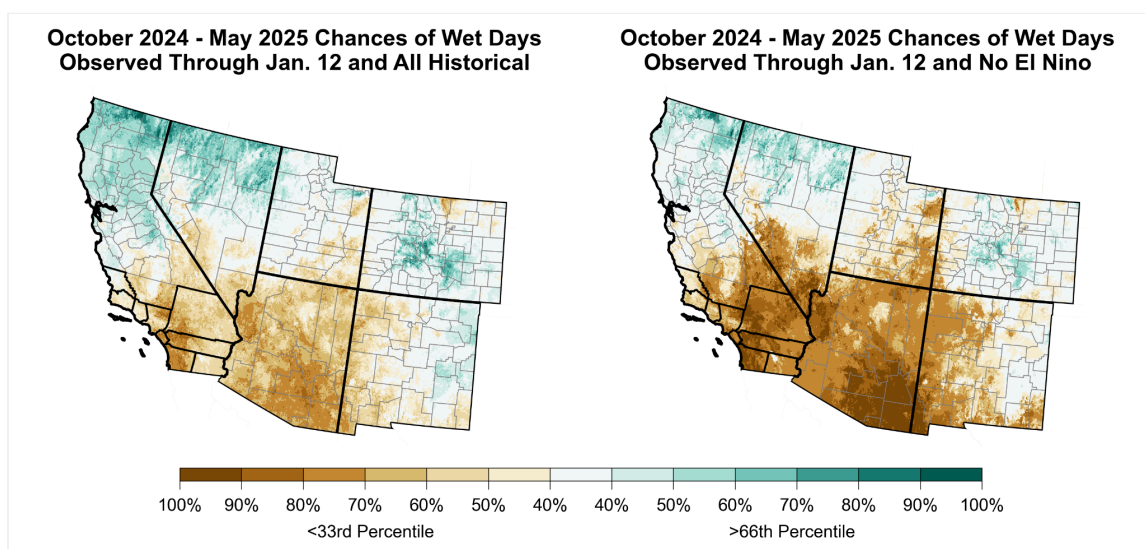 October 2024 - May 2025 Chances of Wet Days
Observed Through Jan. 12 and All Historical
October 2024 - May 2025 Chances of Wet Days
Observed Through Jan. 12 and No El Nino
100% 90% 80% 70% 60% 50% 40% 40% 50% 60% 70% 80% 90% 100%
<33rd Percentile >66th Percentile